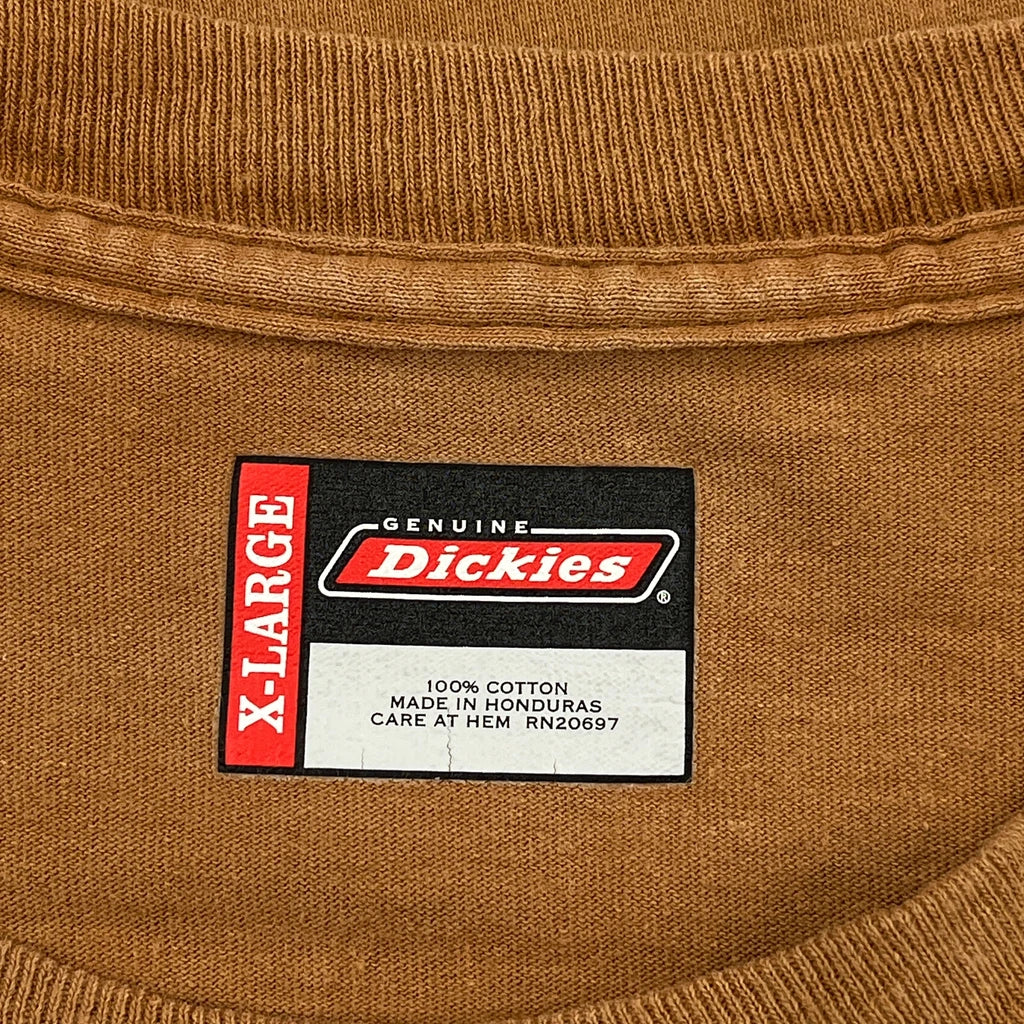 X-LARGE
GENUINE
Dickies
®
100% COTTON
MADE IN HONDURAS
CARE AT HEM RN20697